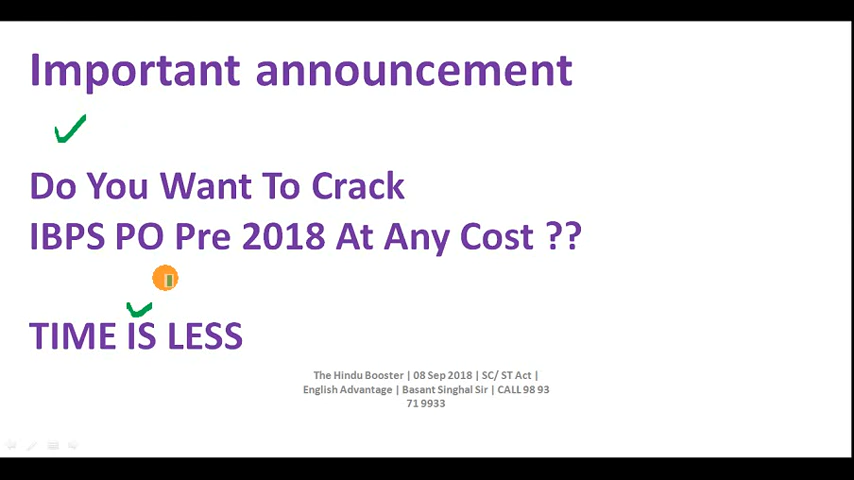 Important announcement
Do You Want To Crack
IBPS PO Pre 2018 At Any Cost ??
TIME IS LESS
The Hindu Booster | 08 Sep 2018 | SC/ ST Act |
English Advantage | Basant Singhal Sir | CALL 98 93
71 9933